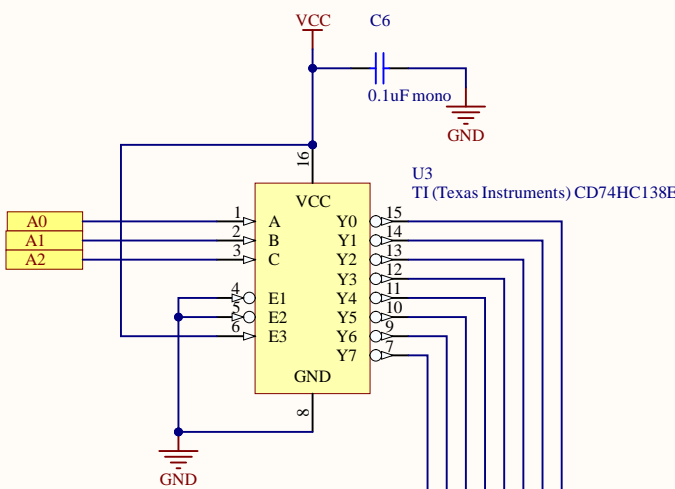 VCC C6
0.1uF mono
GND
16
U3
TI (Texas Instruments) CD74HC138E
VCC
A0 1 A Y0 15
A1 2 B Y1 14
A2 3 C Y2 13
Y3 12
4 E1 Y4 11
5 E2 Y5 10
6 E3 Y6 9
Y7 7
GND
8
GND